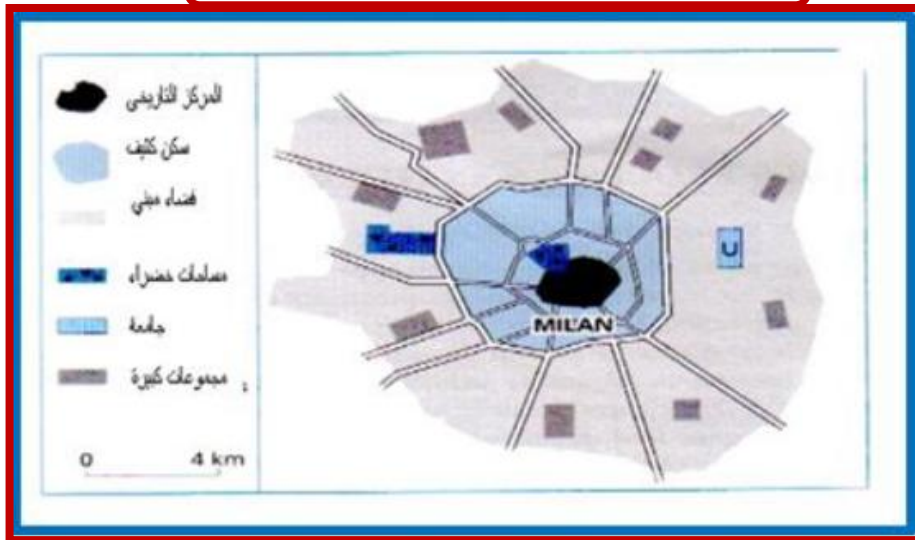 المركز التاريخي
سكن كثيف
فضاء مبني
مساحات خضراء
جامعة
مجموعات كبيرة
0 4 km
MILAN
U